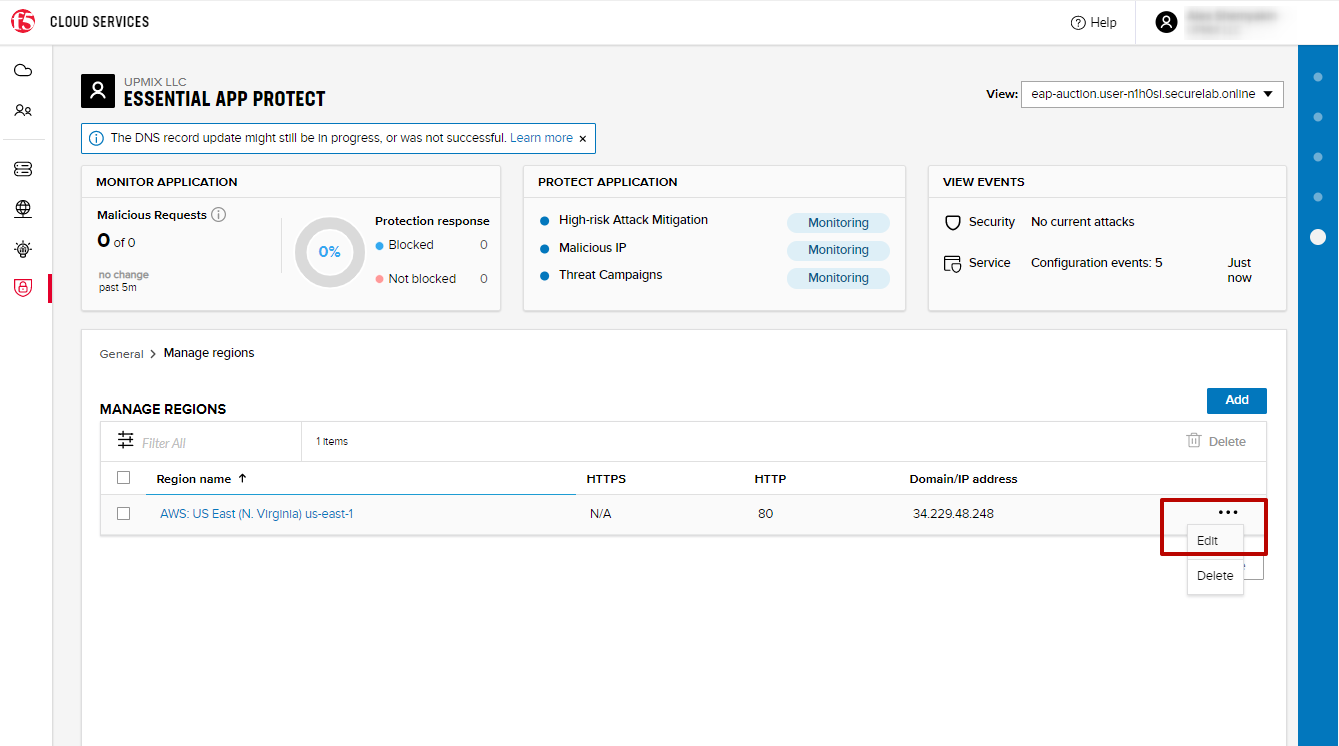 f5 CLOUD SERVICES
Help
UPMIX LLC
ESSENTIAL APP PROTECT
View: eap-auction.user-n1h0sl.securelab.online
The DNS record update might still be in progress, or was not successful. Learn more ×
MONITOR APPLICATION
Malicious Requests
0 of 0
no change
past 5m
0%
Protection response
Blocked 0
Not blocked 0
PROTECT APPLICATION
High-risk Attack Mitigation Monitoring
Malicious IP Monitoring
Threat Campaigns Monitoring
VIEW EVENTS
Security No current attacks
Service Configuration events: 5 Just
now
General > Manage regions
MANAGE REGIONS
Add
Filter All
1 Items
Delete
Region name ↑ HTTPS HTTP Domain/IP address
AWS: US East (N. Virginia) us-east-1 N/A 80 34.229.48.248 •••
Edit
Delete